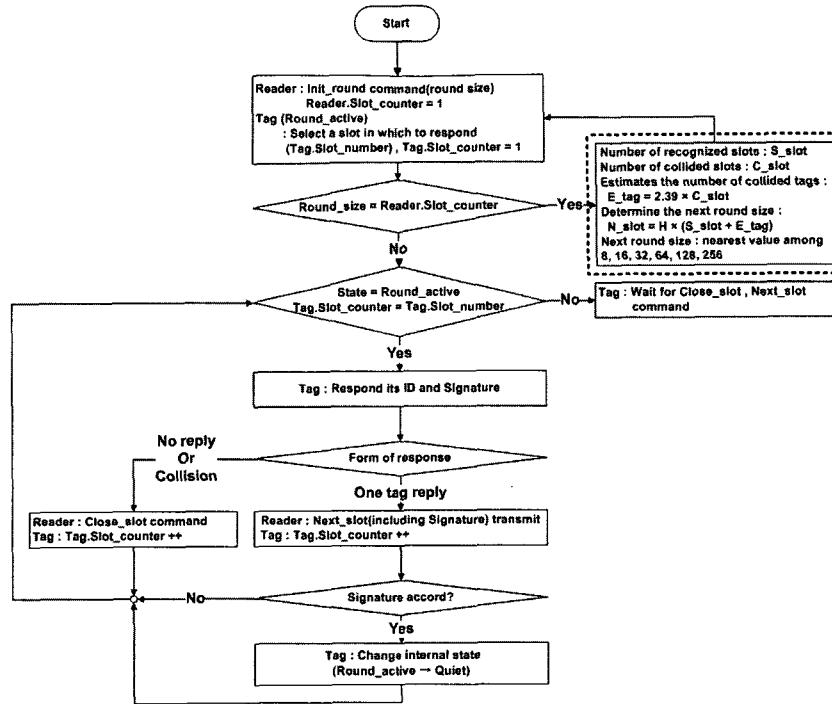 Start
Reader : Init_round command(round size)
Reader.Slot_counter = 1
Tag (Round_active)
: Select a slot in which to respond
(Tag.Slot_number) , Tag.Slot_counter = 1
Number of recognized slots : S_slot
Number of collided slots : C_slot
Estimates the number of collided tags :
E_tag = 2.39 × C_slot
Determine the next round size :
N_slot = H × (S_slot + E_tag)
Next round size : nearest value among
8, 16, 32, 64, 128, 256
Round_size = Reader.Slot_counter
Yes
No
State = Round_active
Tag.Slot_counter = Tag.Slot_number
No
Tag : Wait for Close_slot , Next_slot
command
Yes
Tag : Respond its ID and Signature
No reply
Or
Collision
Form of response
One tag reply
Reader : Close_slot command
Tag : Tag.Slot_counter ++
Reader : Next_slot(including Signature) transmit
Tag : Tag.Slot_counter ++
No
Signature accord?
Yes
Tag : Change internal state
(Round_active → Quiet)